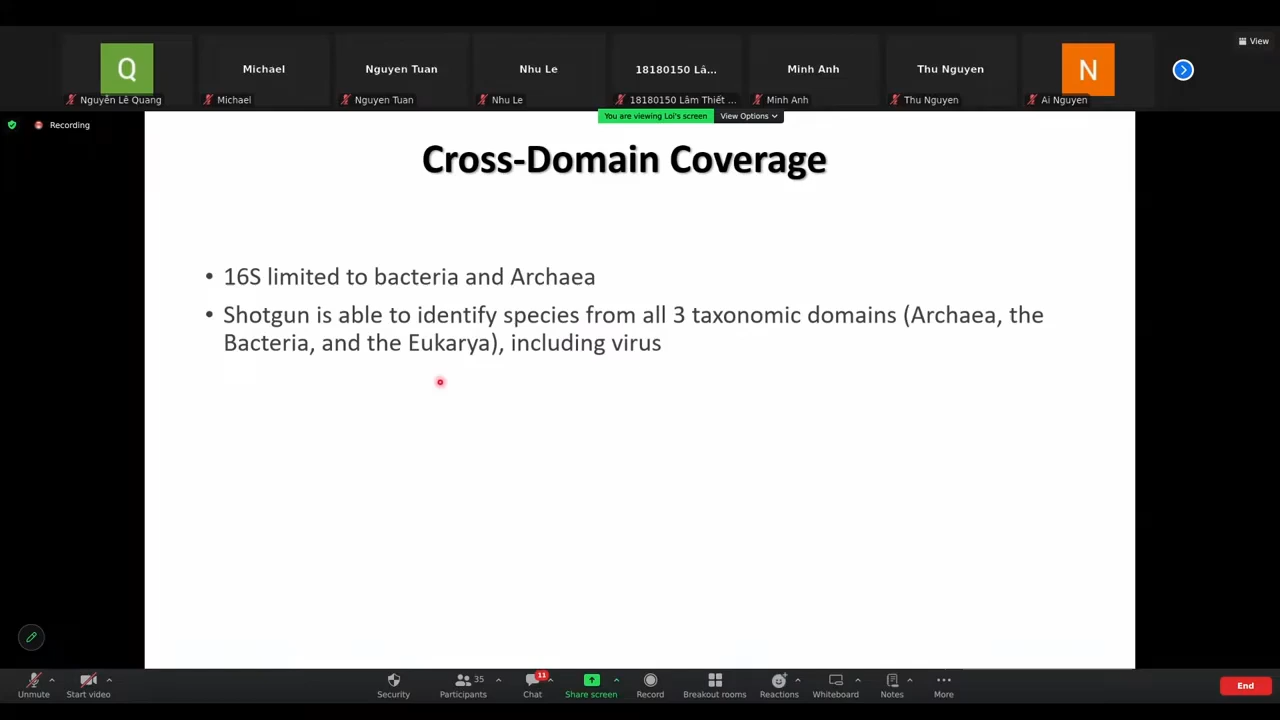 View
Q
Michael
Nguyen Tuan
Nhu Le
18180150 Lâ...
Minh Anh
Thu Nguyen
N
Nguyễn Lê Quang
Michael
Nguyen Tuan
Nhu Le
18180150 Lâm Thiết ...
Minh Anh
Thu Nguyen
Ai Nguyen
You are viewing Loi's screen
View Options
Recording
Cross-Domain Coverage
• 16S limited to bacteria and Archaea
• Shotgun is able to identify species from all 3 taxonomic domains (Archaea, the
Bacteria, and the Eukarya), including virus
Unmute
Start video
Security
Participants
35
Chat
11
Share screen
Record
Breakout rooms
Reactions
Whiteboard
Notes
More
End